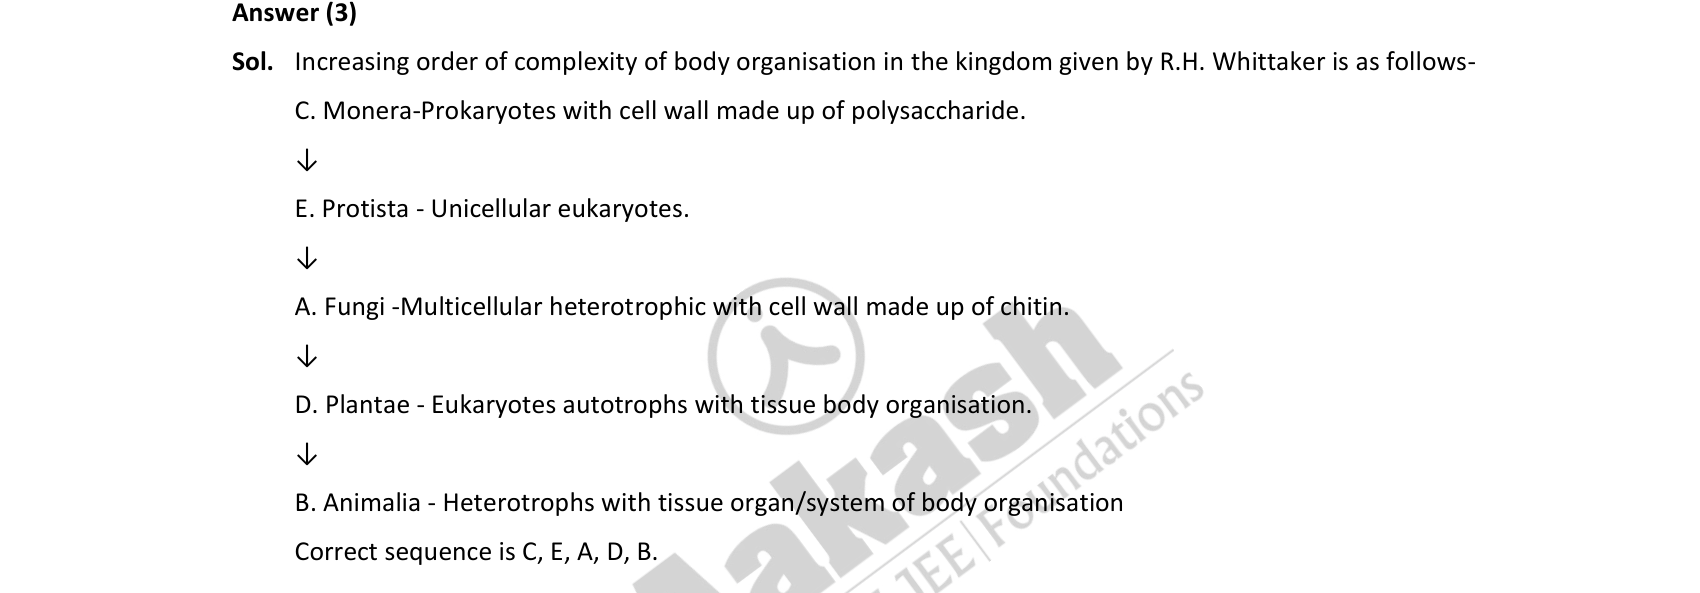 Answer (3)
Sol. Increasing order of complexity of body organisation in the kingdom given by R.H. Whittaker is as follows-
C. Monera-Prokaryotes with cell wall made up of polysaccharide.
↓
E. Protista - Unicellular eukaryotes.
↓
A. Fungi -Multicellular heterotrophic with cell wall made up of chitin.
↓
D. Plantae - Eukaryotes autotrophs with tissue body organisation.
↓
B. Animalia - Heterotrophs with tissue organ/system of body organisation
Correct sequence is C, E, A, D, B.
Aakash
JEE | Foundations